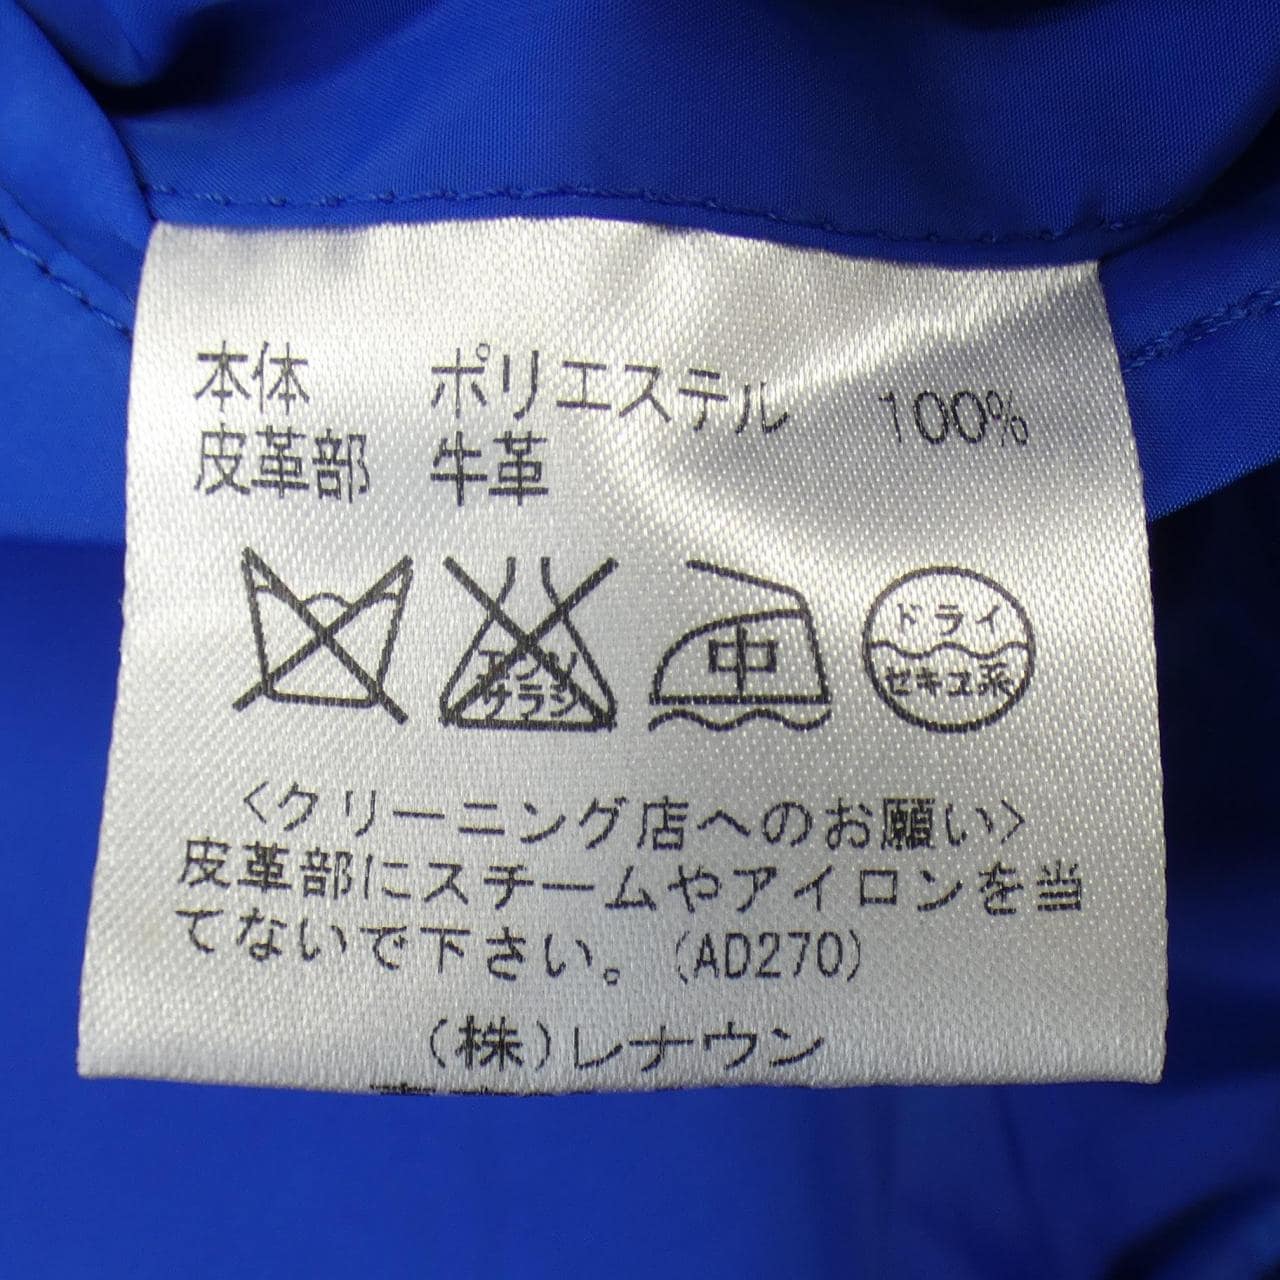 本体 ポリエステル 100%
皮革部 牛革
エンソ
サラシ
中
ドライ
セキユ系
〈クリーニング店へのお願い〉
皮革部にスチームやアイロンを当
てないで下さい。(AD270)
(株)レナウン